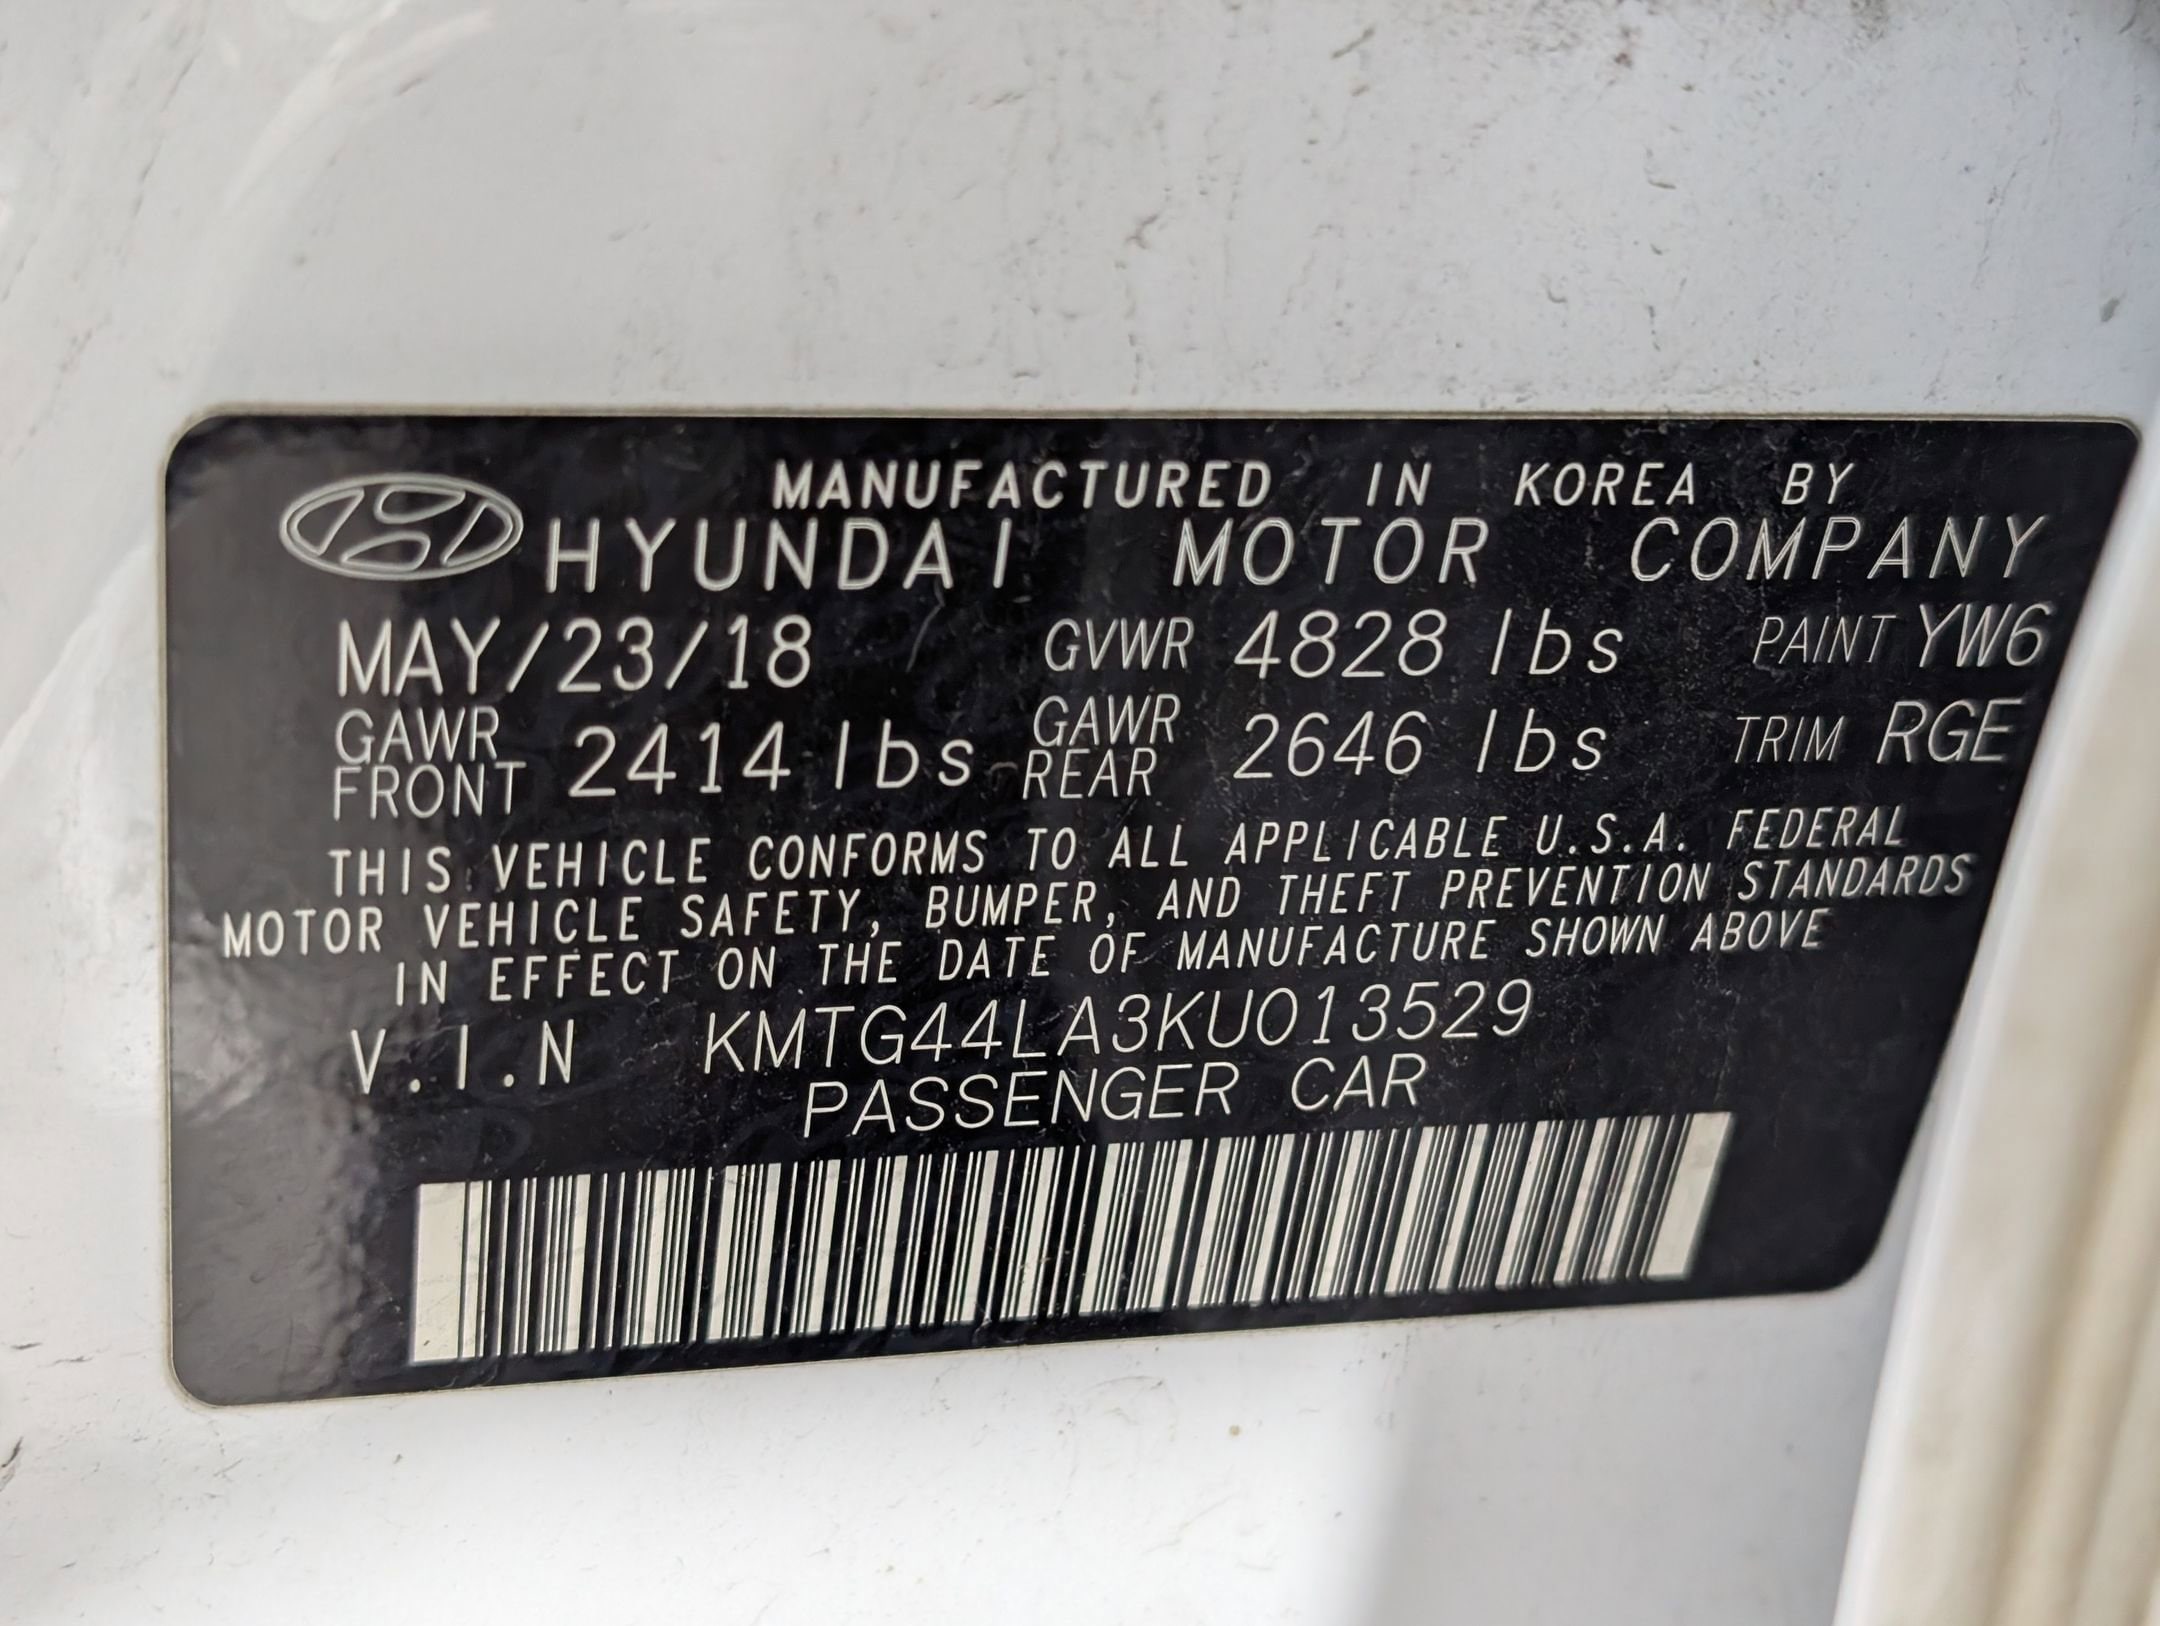 MANUFACTURED IN KOREA BY
HYUNDAI MOTOR COMPANY
MAY/23/18 GVWR 4828 lbs PAINT YW6
GAWR FRONT 2414 lbs GAWR REAR 2646 lbs TRIM RGE
THIS VEHICLE CONFORMS TO ALL APPLICABLE U.S.A. FEDERAL
MOTOR VEHICLE SAFETY, BUMPER, AND THEFT PREVENTION STANDARDS
IN EFFECT ON THE DATE OF MANUFACTURE SHOWN ABOVE
V.I.N KMTG44LA3KU013529
PASSENGER CAR